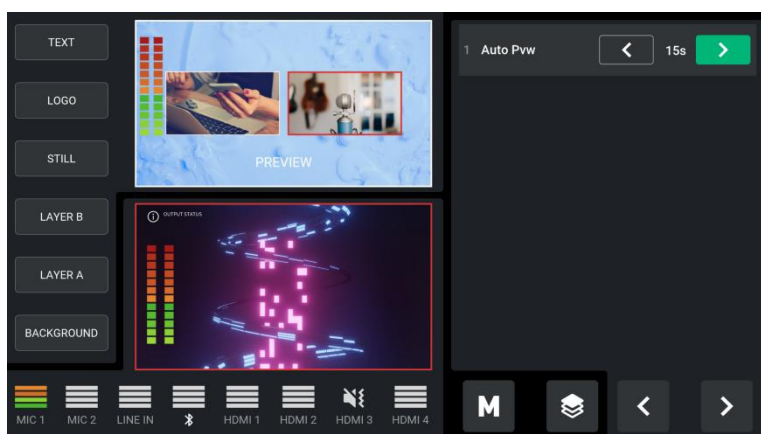 TEXT
LOGO
STILL
LAYER B
LAYER A
BACKGROUND
PREVIEW
OUTPUT STATUS
1 Auto Pvw 15s
MIC 1 MIC 2 LINE IN HDMI 1 HDMI 2 HDMI 3 HDMI 4
M